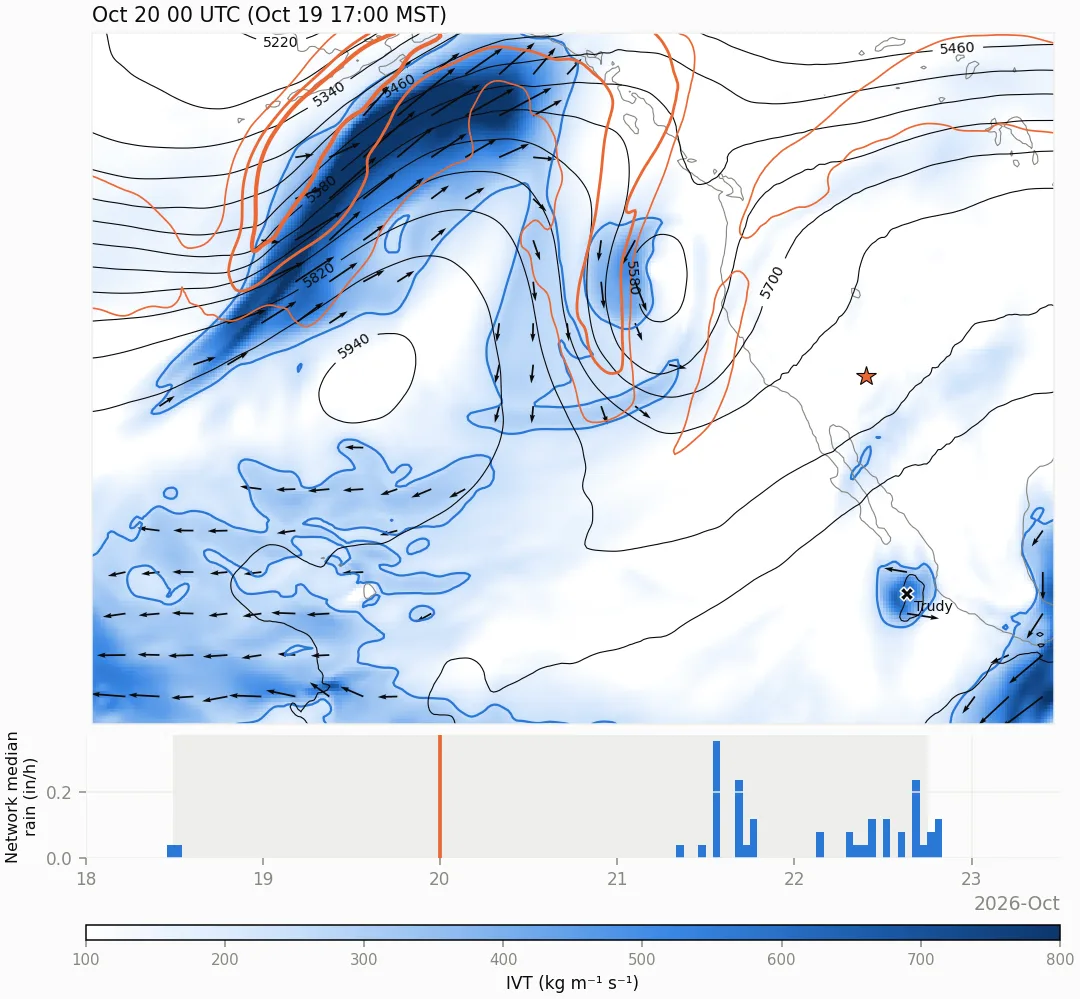 Oct 20 00 UTC (Oct 19 17:00 MST)
5220
5460
5340
5460
5580
5820
5580
5700
5940
Trudy
Network median
rain (in/h)
0.2
0.0
18 19 20 21 22 23
2026-Oct
100 200 300 400 500 600 700 800
IVT (kg m⁻¹ s⁻¹)